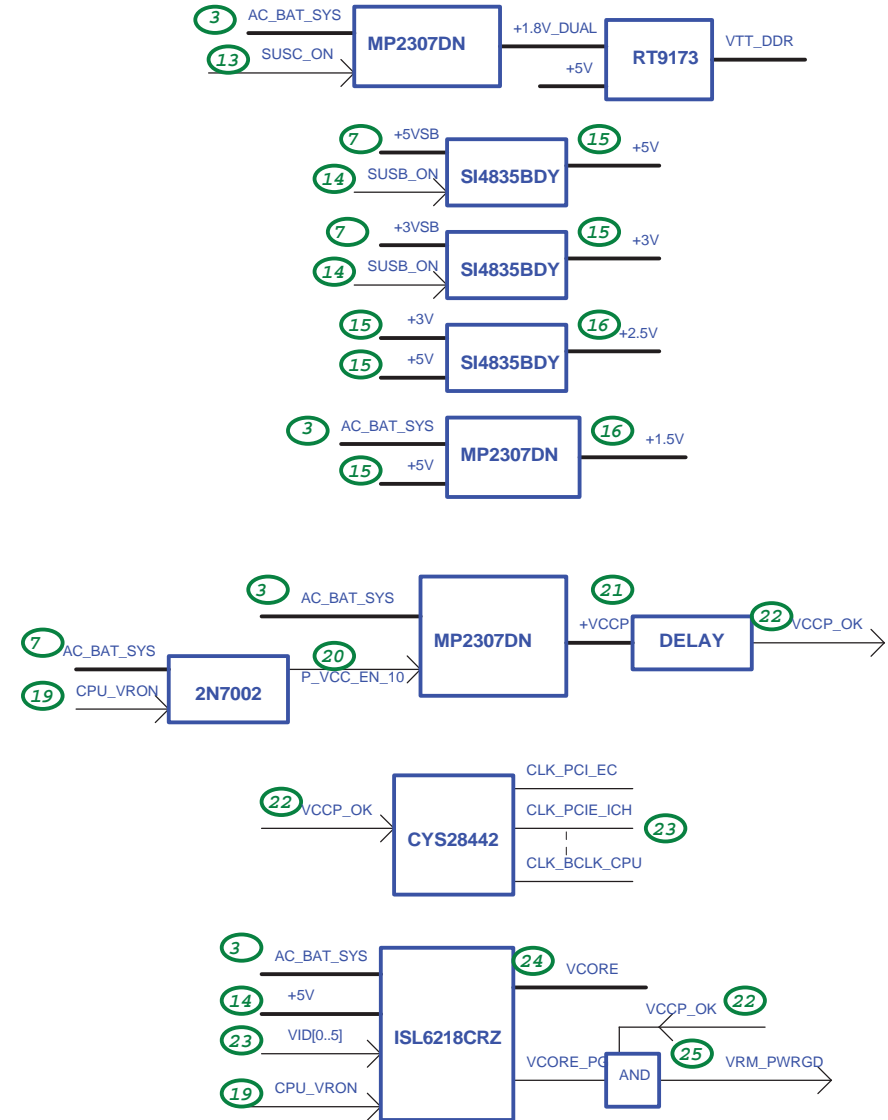 3 AC_BAT_SYS
13 SUSC_ON
MP2307DN
+1.8V_DUAL
+5V
RT9173
VTT_DDR
7 +5VSB
14 SUSB_ON
SI4835BDY
15 +5V
7 +3VSB
14 SUSB_ON
SI4835BDY
15 +3V
15 +3V
15 +5V
SI4835BDY
16 +2.5V
3 AC_BAT_SYS
15 +5V
MP2307DN
16 +1.5V
3 AC_BAT_SYS
7 AC_BAT_SYS
19 CPU_VRON
2N7002
20
P_VCC_EN_10
MP2307DN
21
+VCCP
DELAY
22 VCCP_OK
22 VCCP_OK
CYS28442
CLK_PCI_EC
CLK_PCIE_ICH
23
CLK_BCLK_CPU
3 AC_BAT_SYS
14 +5V
23 VID[0..5]
19 CPU_VRON
ISL6218CRZ
24 VCORE
VCCP_OK 22
VCORE_PG
AND
25
VRM_PWRGD